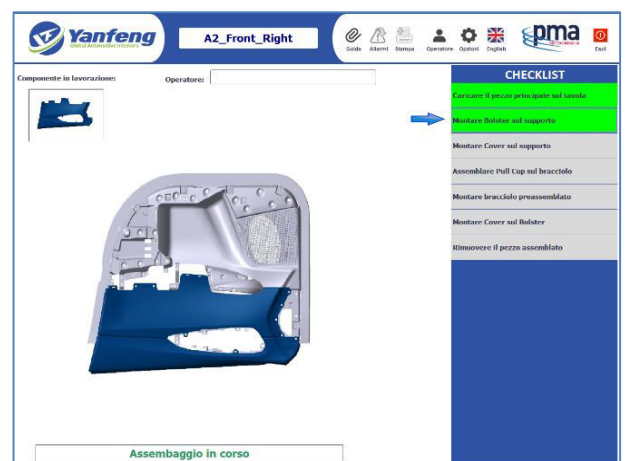 Yanfeng
Global Automotive Interiors
A2_Front_Right
Guida
Allarmi
Stampa
Operatore
Opzioni
English
pma
Esci
Componente in lavorazione:
Operatore:
CHECKLIST
Caricare il pezzo principale sul tavola
Montare Bolster sul supporto
Montare Cover sul supporto
Assemblare Pull Cup sul bracciolo
Montare bracciolo preassemblato
Montare Cover sul Bolster
Rimuovere il pezzo assemblato
Assembaggio in corso